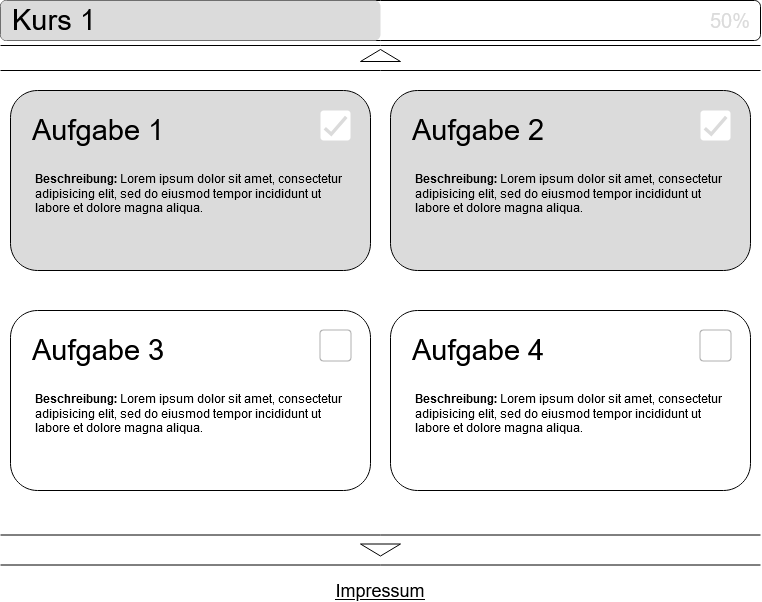 Kurs 1
50%
Aufgabe 1
Beschreibung: Lorem ipsum dolor sit amet, consectetur
adipisicing elit, sed do eiusmod tempor incididunt ut
labore et dolore magna aliqua.
Aufgabe 2
Beschreibung: Lorem ipsum dolor sit amet, consectetur
adipisicing elit, sed do eiusmod tempor incididunt ut
labore et dolore magna aliqua.
Aufgabe 3
Beschreibung: Lorem ipsum dolor sit amet, consectetur
adipisicing elit, sed do eiusmod tempor incididunt ut
labore et dolore magna aliqua.
Aufgabe 4
Beschreibung: Lorem ipsum dolor sit amet, consectetur
adipisicing elit, sed do eiusmod tempor incididunt ut
labore et dolore magna aliqua.
Impressum